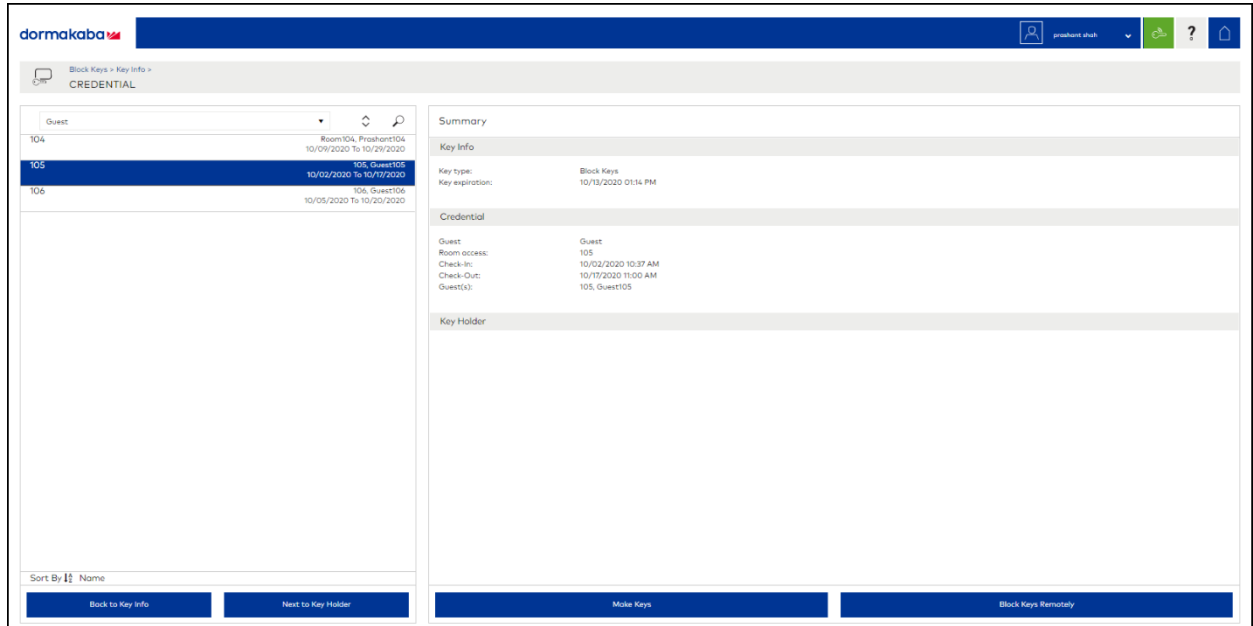 dormakaba
prashant shah
?
Block Keys > Key Info >
CREDENTIAL
Guest
104 Room104, Prashant104
10/09/2020 To 10/29/2020
105 105, Guest105
10/02/2020 To 10/17/2020
106 106, Guest106
10/05/2020 To 10/20/2020
Sort By Name
Back to Key Info
Next to Key Holder
Summary
Key Info
Key type: Block Keys
Key expiration: 10/13/2020 01:14 PM
Credential
Guest Guest
Room access: 105
Check-In: 10/02/2020 10:37 AM
Check-Out: 10/17/2020 11:00 AM
Guest(s): 105, Guest105
Key Holder
Make Keys
Block Keys Remotely